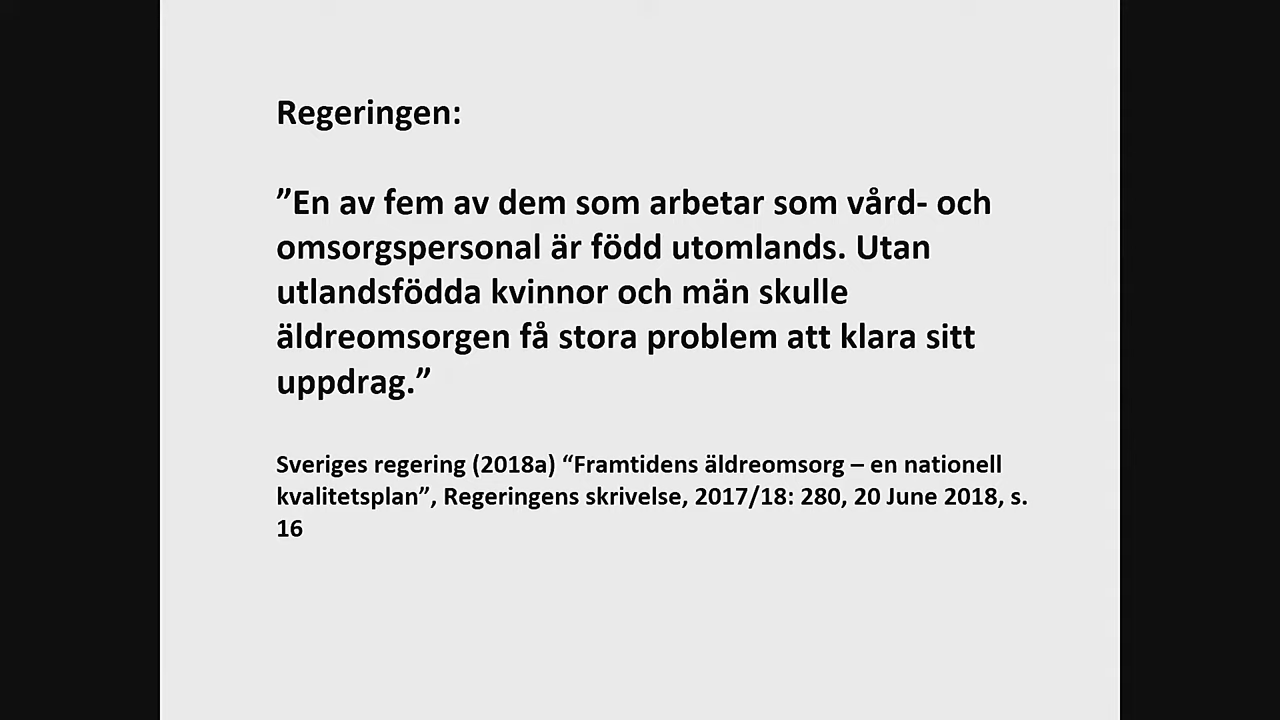 Regeringen:
”En av fem av dem som arbetar som vård- och
omsorgspersonal är född utomlands. Utan
utlandsfödda kvinnor och män skulle
äldreomsorgen få stora problem att klara sitt
uppdrag.”
Sveriges regering (2018a) “Framtidens äldreomsorg – en nationell
kvalitetsplan”, Regeringens skrivelse, 2017/18: 280, 20 June 2018, s.
16